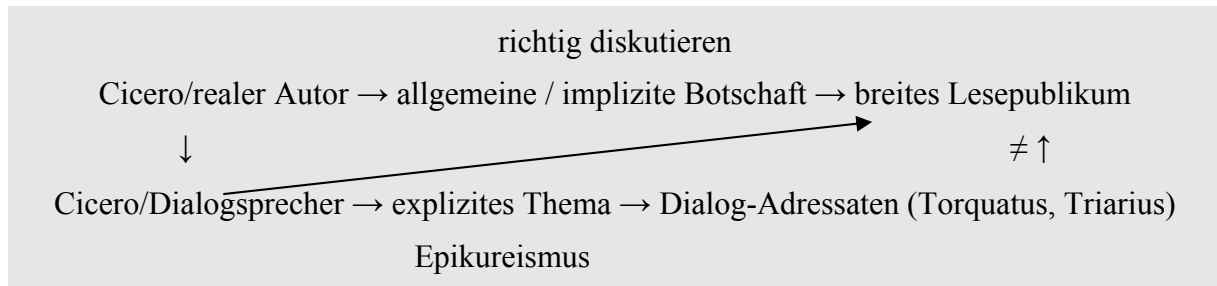 richtig diskutieren
Cicero/realer Autor → allgemeine / implizite Botschaft → breites Lesepublikum
↓ ≠ ↑
Cicero/Dialogsprecher → explizites Thema → Dialog-Adressaten (Torquatus, Triarius)
Epikureismus